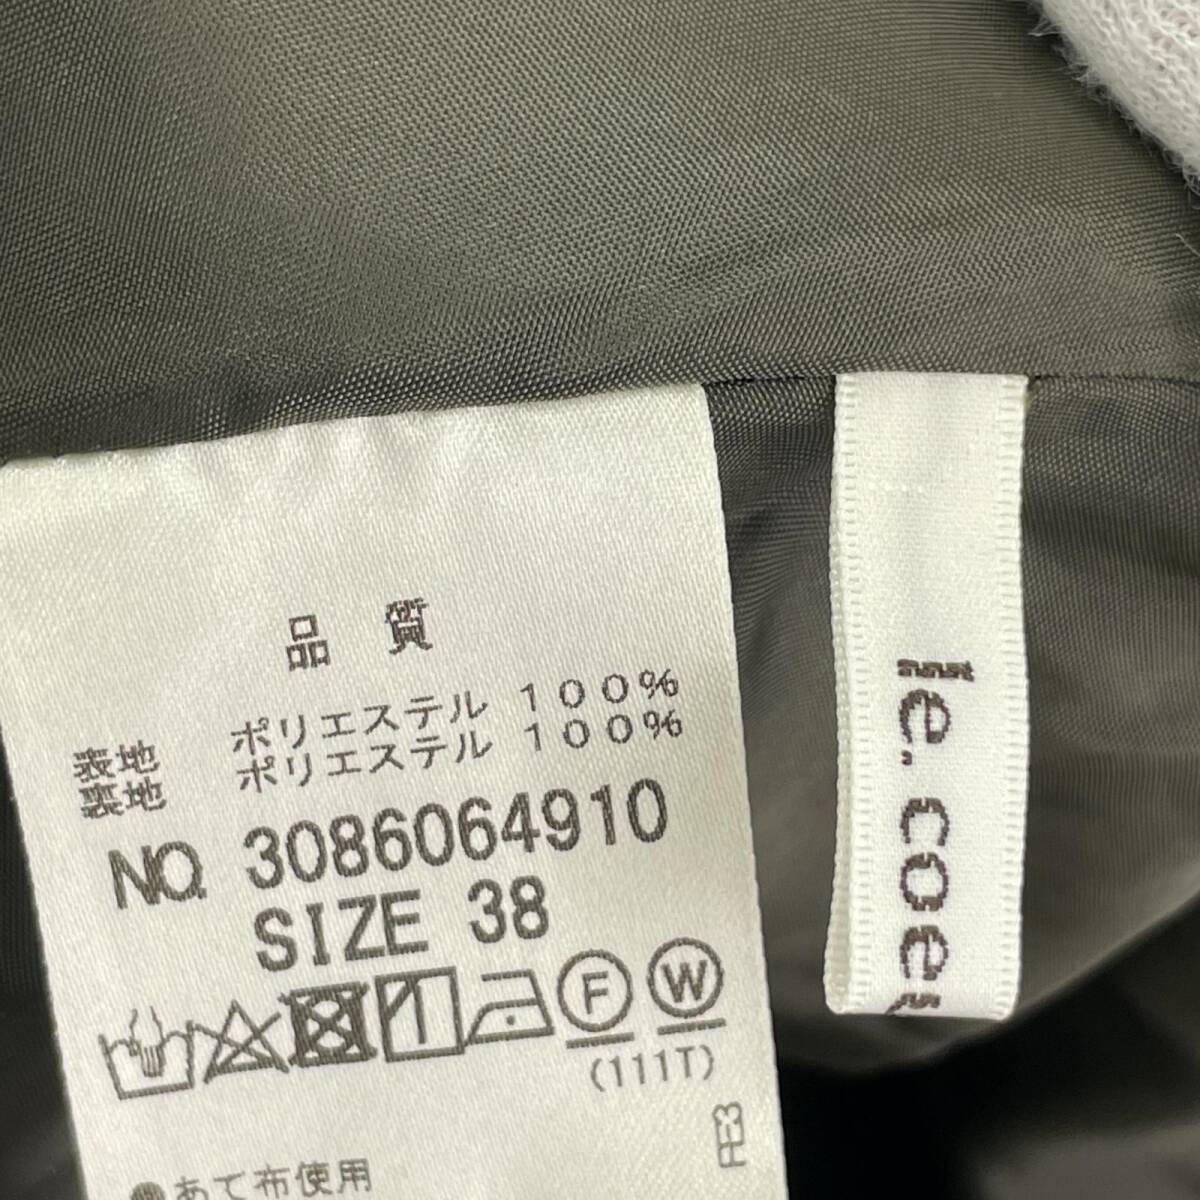 品 質
表地 ポリエステル １００％
裏地 ポリエステル １００％
NO. 3086064910
SIZE 38
F W
(111T)
●あて布使用
le. coe